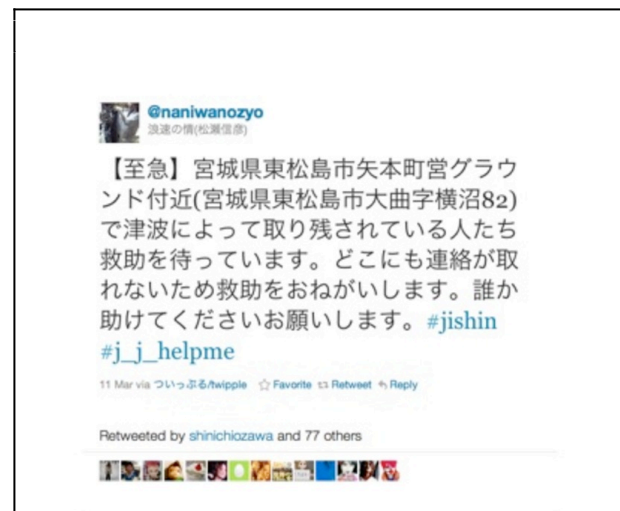 @naniwanozyo
浪速の情(松瀬信彦)
【至急】宮城県東松島市矢本町営グラウ
ンド付近(宮城県東松島市大曲字横沼82)
で津波によって取り残されている人たち
救助を待っています。どこにも連絡が取
れないため救助をおねがいします。誰か
助けてくださいお願いします。#jishin
#j_j_helpme
11 Mar via ついっぷる/twipple Favorite Retweet Reply
Retweeted by shinichiozawa and 77 others